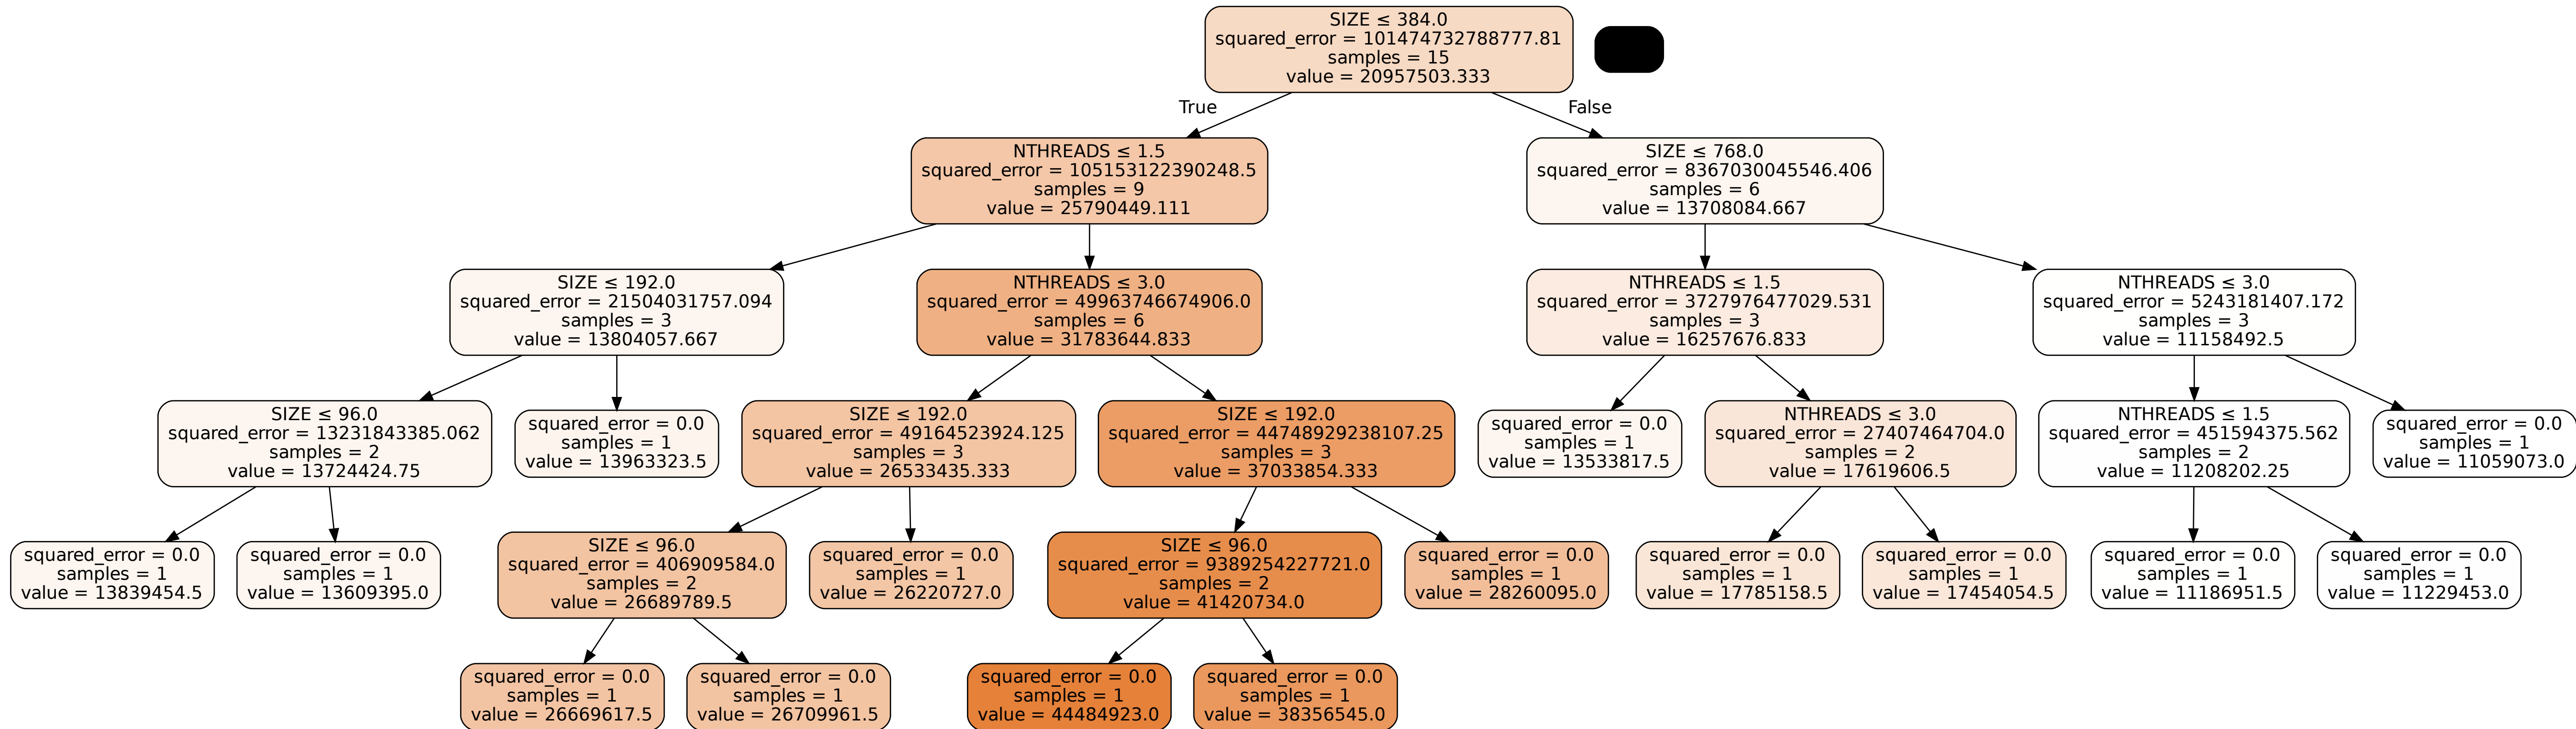 SIZE ≤ 384.0
squared_error = 101474732788777.81
samples = 15
value = 20957503.333
True
False
NTHREADS ≤ 1.5
squared_error = 105153122390248.5
samples = 9
value = 25790449.111
SIZE ≤ 768.0
squared_error = 8367030045546.406
samples = 6
value = 13708084.667
SIZE ≤ 192.0
squared_error = 21504031757.094
samples = 3
value = 13804057.667
NTHREADS ≤ 3.0
squared_error = 49963746674906.0
samples = 6
value = 31783644.833
NTHREADS ≤ 1.5
squared_error = 3727976477029.531
samples = 3
value = 16257676.833
NTHREADS ≤ 3.0
squared_error = 5243181407.172
samples = 3
value = 11158492.5
SIZE ≤ 96.0
squared_error = 13231843385.062
samples = 2
value = 13724424.75
squared_error = 0.0
samples = 1
value = 13963323.5
SIZE ≤ 192.0
squared_error = 49164523924.125
samples = 3
value = 26533435.333
SIZE ≤ 192.0
squared_error = 44748929238107.25
samples = 3
value = 37033854.333
squared_error = 0.0
samples = 1
value = 13533817.5
NTHREADS ≤ 3.0
squared_error = 27407464704.0
samples = 2
value = 17619606.5
NTHREADS ≤ 1.5
squared_error = 451594375.562
samples = 2
value = 11208202.25
squared_error = 0.0
samples = 1
value = 11059073.0
squared_error = 0.0
samples = 1
value = 13839454.5
squared_error = 0.0
samples = 1
value = 13609395.0
SIZE ≤ 96.0
squared_error = 406909584.0
samples = 2
value = 26689789.5
squared_error = 0.0
samples = 1
value = 26220727.0
SIZE ≤ 96.0
squared_error = 9389254227721.0
samples = 2
value = 41420734.0
squared_error = 0.0
samples = 1
value = 28260095.0
squared_error = 0.0
samples = 1
value = 17785158.5
squared_error = 0.0
samples = 1
value = 17454054.5
squared_error = 0.0
samples = 1
value = 11186951.5
squared_error = 0.0
samples = 1
value = 11229453.0
squared_error = 0.0
samples = 1
value = 26669617.5
squared_error = 0.0
samples = 1
value = 26709961.5
squared_error = 0.0
samples = 1
value = 44484923.0
squared_error = 0.0
samples = 1
value = 38356545.0